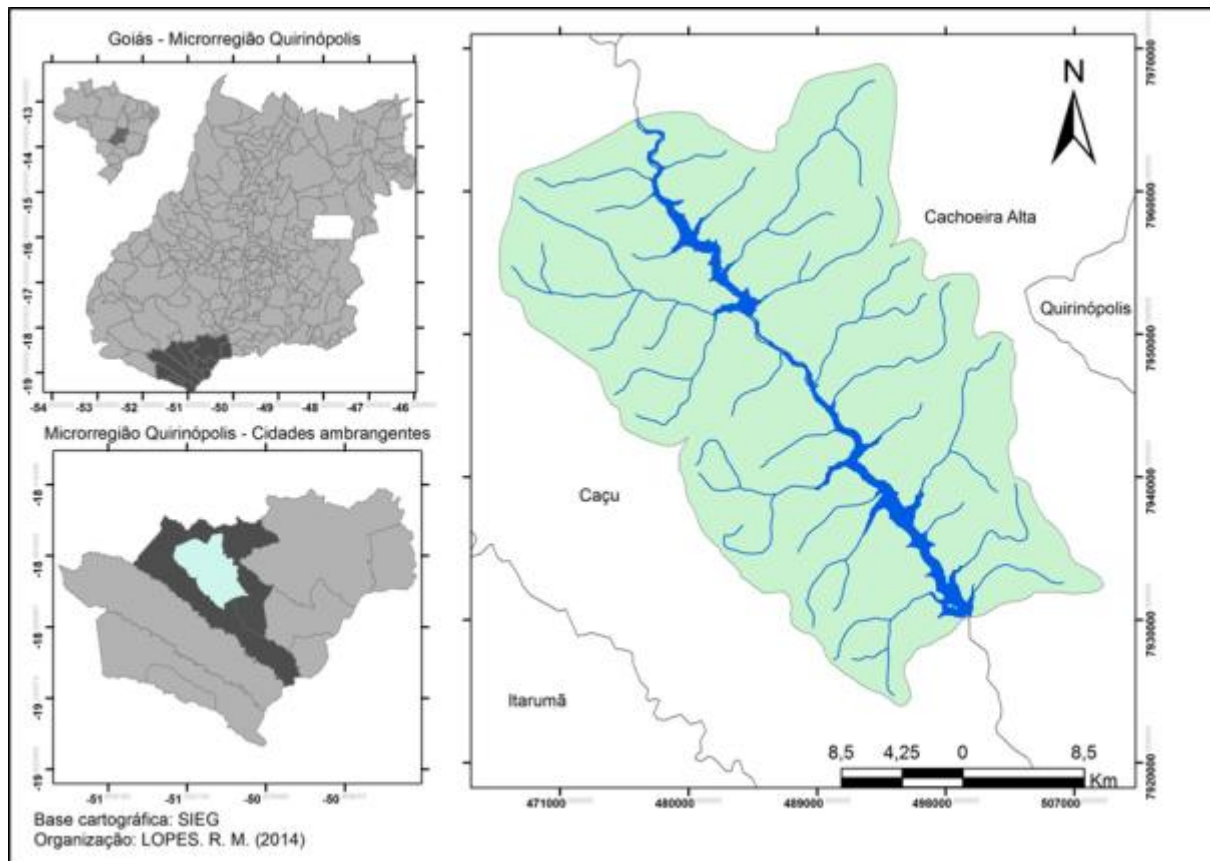 Goiás - Microrregião Quirinópolis
-13
-14
-15
-16
-17
-18
-19
-54 -53 -52 -51 -50 -49 -48 -47 -46
Microrregião Quirinópolis - Cidades ambrangentes
-18
-18
-18
-19
-19
-51 -51 -50 -50
Base cartográfica: SIEG
Organização: LOPES. R. M. (2014)
N
Cachoeira Alta
Quirinópolis
Caçu
Itarumã
8,5 4,25 0 8,5
Km
7970000
7960000
7950000
7940000
7930000
7920000
471000 480000 489000 498000 507000